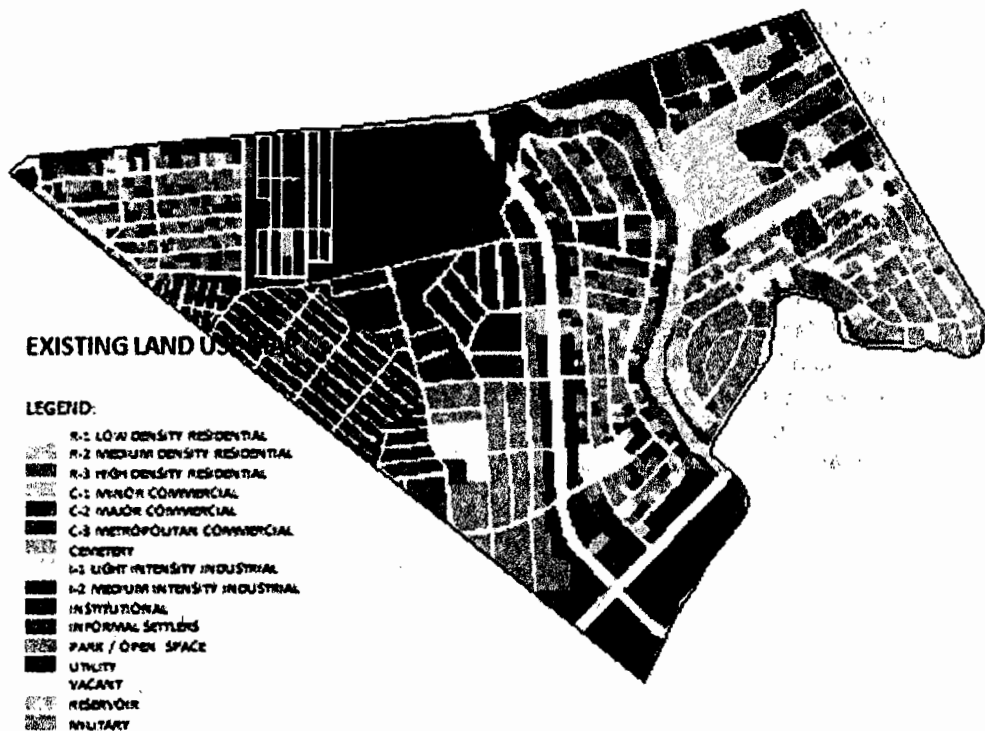 EXISTING LAND USE
LEGEND:
R-1 LOW DENSITY RESIDENTIAL
R-2 MEDIUM DENSITY RESIDENTIAL
R-3 HIGH DENSITY RESIDENTIAL
C-1 MINOR COMMERCIAL
C-2 MAJOR COMMERCIAL
C-3 METROPOLITAN COMMERCIAL
CEMETERY
I-1 LIGHT INTENSITY INDUSTRIAL
I-2 MEDIUM INTENSITY INDUSTRIAL
INSTITUTIONAL
INFORMAL SETTLERS
PARK / OPEN SPACE
UTILITY
VACANT
RESERVOIR
MILITARY